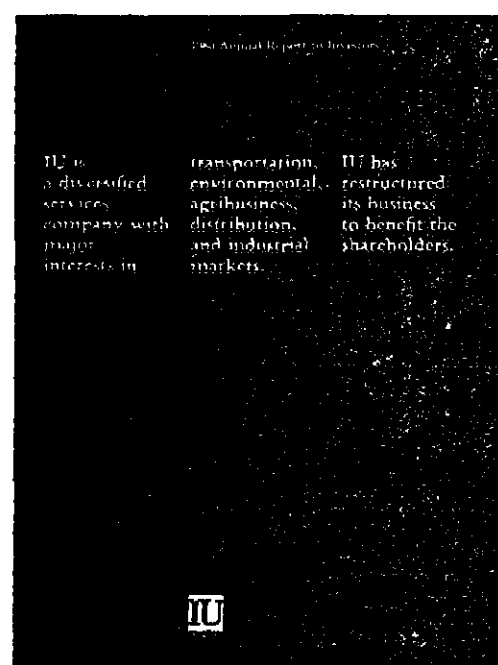 Annual Report to Investors
IU is
a diversified
services
company with
major
interests in
transportation,
environmental,
agribusiness,
distribution,
and industrial
markets.
IU has
restructured
its business
to benefit the
shareholders.
IU